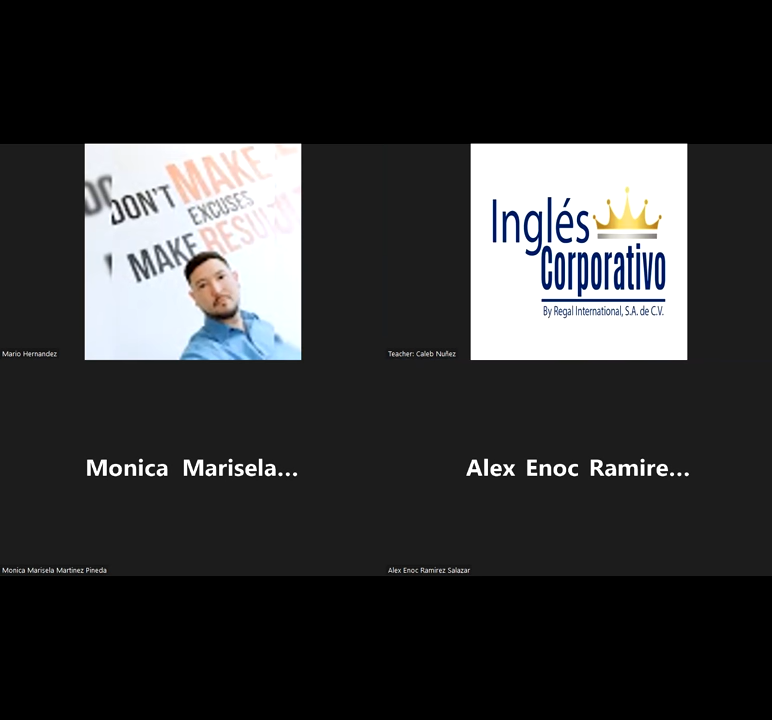 DON'T MAKE
EXCUSES
MAKE RESULT
Mario Hernandez
Inglés
Corporativo
By Regal International, S.A. de C.V.
Teacher: Caleb Nuñez
Monica Marisela...
Monica Marisela Martinez Pineda
Alex Enoc Ramire...
Alex Enoc Ramirez Salazar